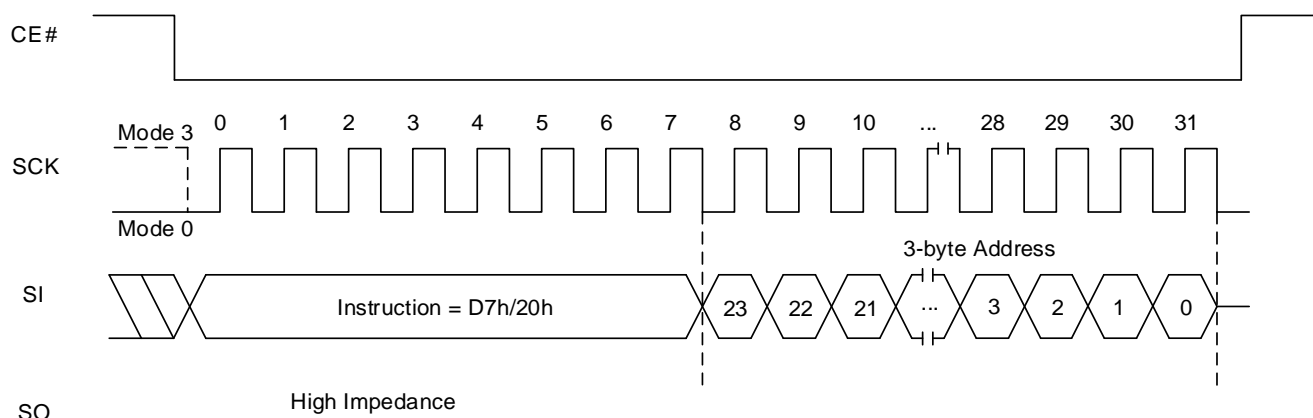 CE#
Mode 3
0 1 2 3 4 5 6 7 8 9 10 ... 28 29 30 31
SCK
Mode 0
3-byte Address
SI
Instruction = D7h/20h
23 22 21 ... 3 2 1 0
High Impedance
SO